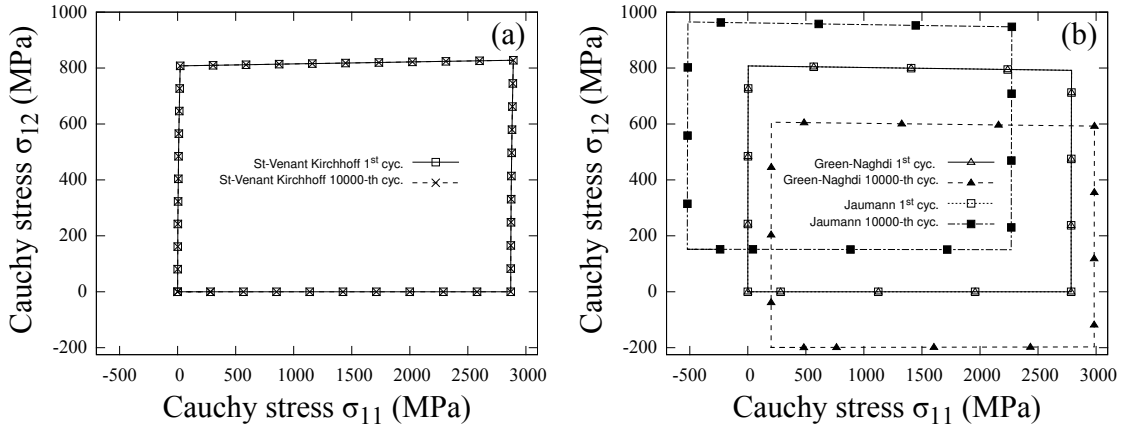 (a)
Cauchy stress σ12 (MPa)
1000
800
600
400
200
0
-200
St-Venant Kirchhoff 1st cyc.
St-Venant Kirchhoff 10000-th cyc.
-500 0 500 1000 1500 2000 2500 3000
Cauchy stress σ11 (MPa)
(b)
Cauchy stress σ12 (MPa)
1000
800
600
400
200
0
-200
Green-Naghdi 1st cyc.
Green-Naghdi 10000-th cyc.
Jaumann 1st cyc.
Jaumann 10000-th cyc.
-500 0 500 1000 1500 2000 2500 3000
Cauchy stress σ11 (MPa)